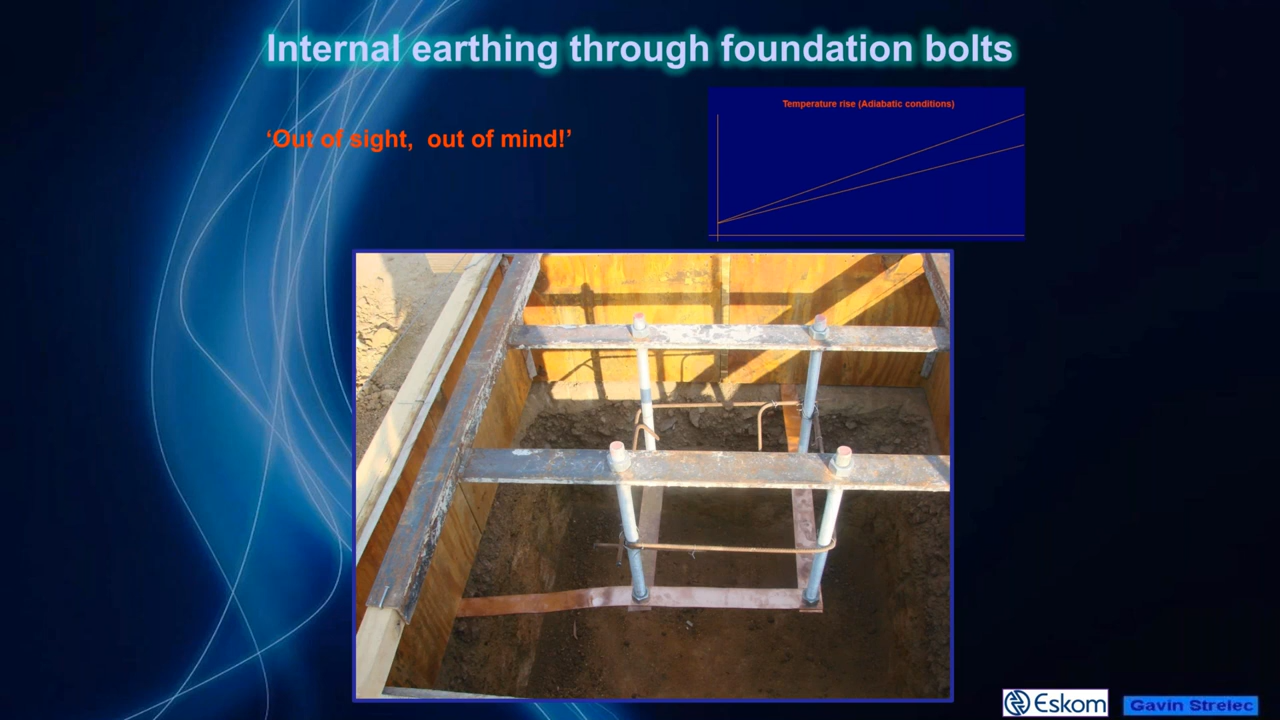 Internal earthing through foundation bolts
Temperature rise (Adiabatic conditions)
‘Out of sight,  out of mind!’
Eskom
Gavin Strelec